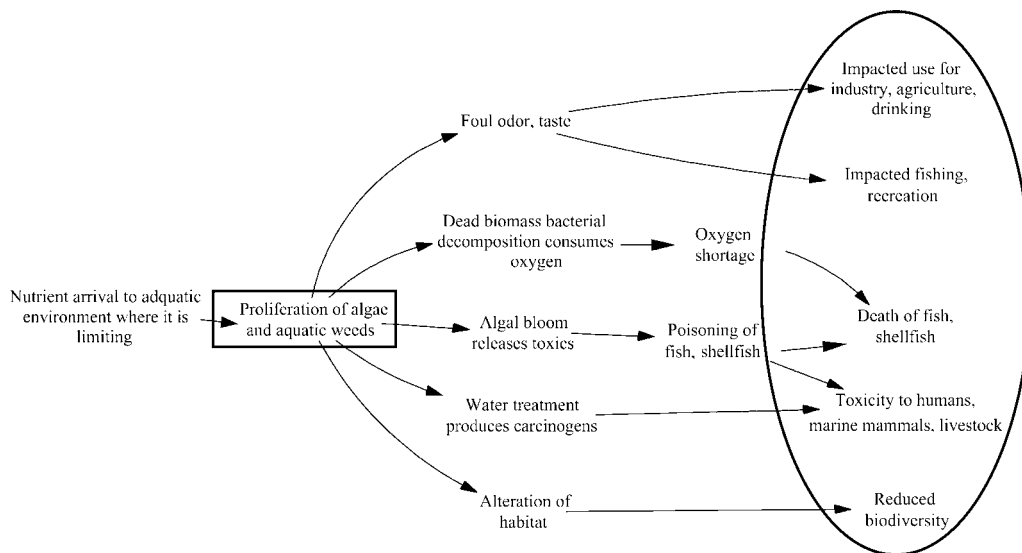 Impacted use for
industry, agriculture,
drinking
Foul odor, taste
Impacted fishing,
recreation
Dead biomass bacterial
decomposition consumes
oxygen
Oxygen
shortage
Nutrient arrival to adquatic
environment where it is
limiting
Proliferation of algae
and aquatic weeds
Algal bloom
releases toxics
Poisoning of
fish, shellfish
Death of fish,
shellfish
Water treatment
produces carcinogens
Toxicity to humans,
marine mammals, livestock
Alteration of
habitat
Reduced
biodiversity